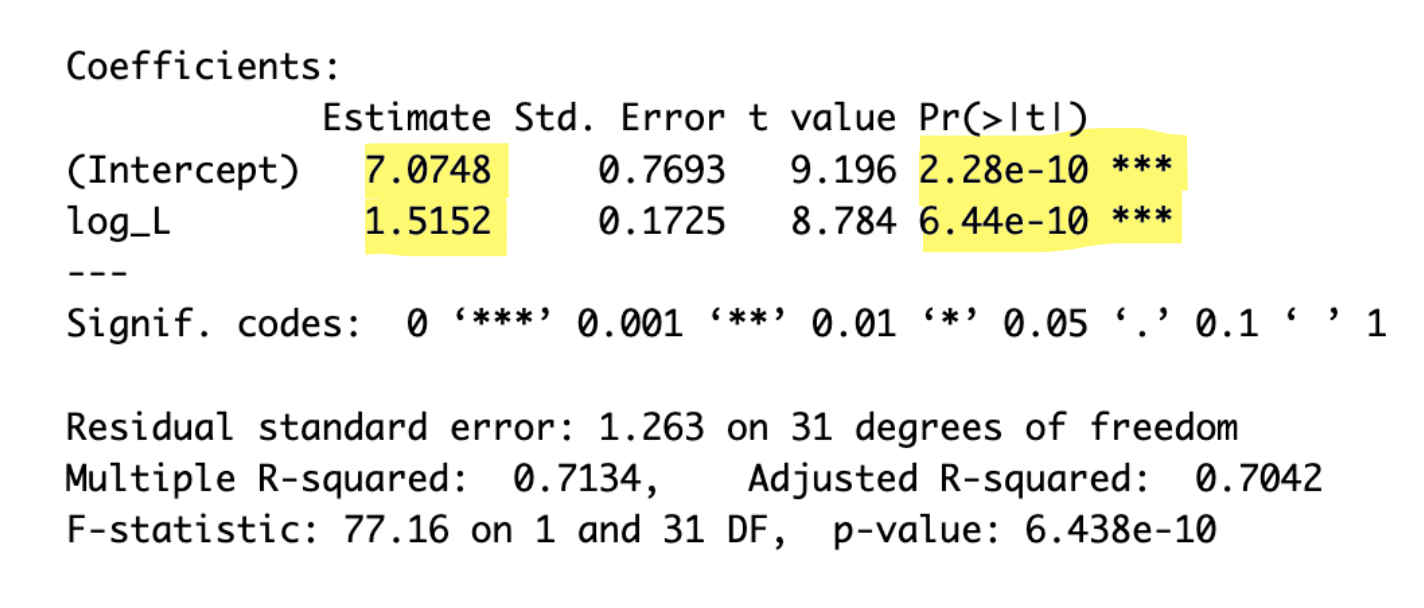 Coefficients:
Estimate Std. Error t value Pr(>|t|)
(Intercept) 7.0748 0.7693 9.196 2.28e-10 ***
log_L 1.5152 0.1725 8.784 6.44e-10 ***
---
Signif. codes: 0 ‘***’ 0.001 ‘**’ 0.01 ‘*’ 0.05 ‘.’ 0.1 ‘ ’ 1
Residual standard error: 1.263 on 31 degrees of freedom
Multiple R-squared: 0.7134, Adjusted R-squared: 0.7042
F-statistic: 77.16 on 1 and 31 DF, p-value: 6.438e-10